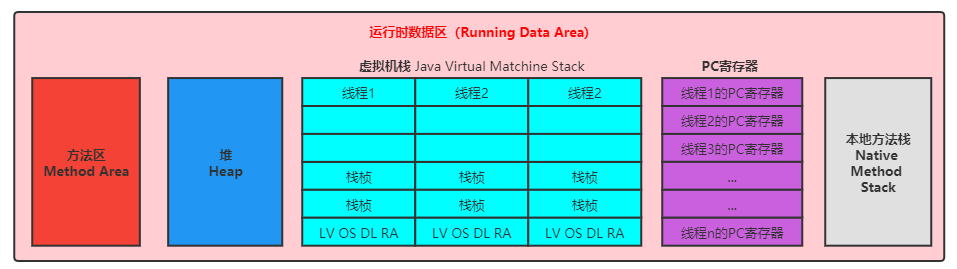 运行时数据区（Running Data Area）
虚拟机栈 Java Virtual Matchine Stack
PC寄存器
方法区
Method Area
堆
Heap
线程1 线程2 线程2
栈桢 栈桢 栈桢
栈桢 栈桢 栈桢
LV OS DL RA LV OS DL RA LV OS DL RA
线程1的PC寄存器
线程2的PC寄存器
线程3的PC寄存器
...
...
线程n的PC寄存器
本地方法栈
Native
Method
Stack